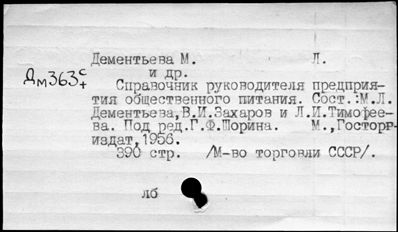 Дементьева М. Л.
и др.
Дм363 с/+
Справочник руководителя предприя-
тия общественного питания. Сост.:М.Л.
Дементьева,В.И.Захаров и Л.И.Тимофее-
ва. Под ред.Г.Ф.Шорина. М.,Госторг-
издат,1956.
390 стр. /М-во торговли СССР/.
лб